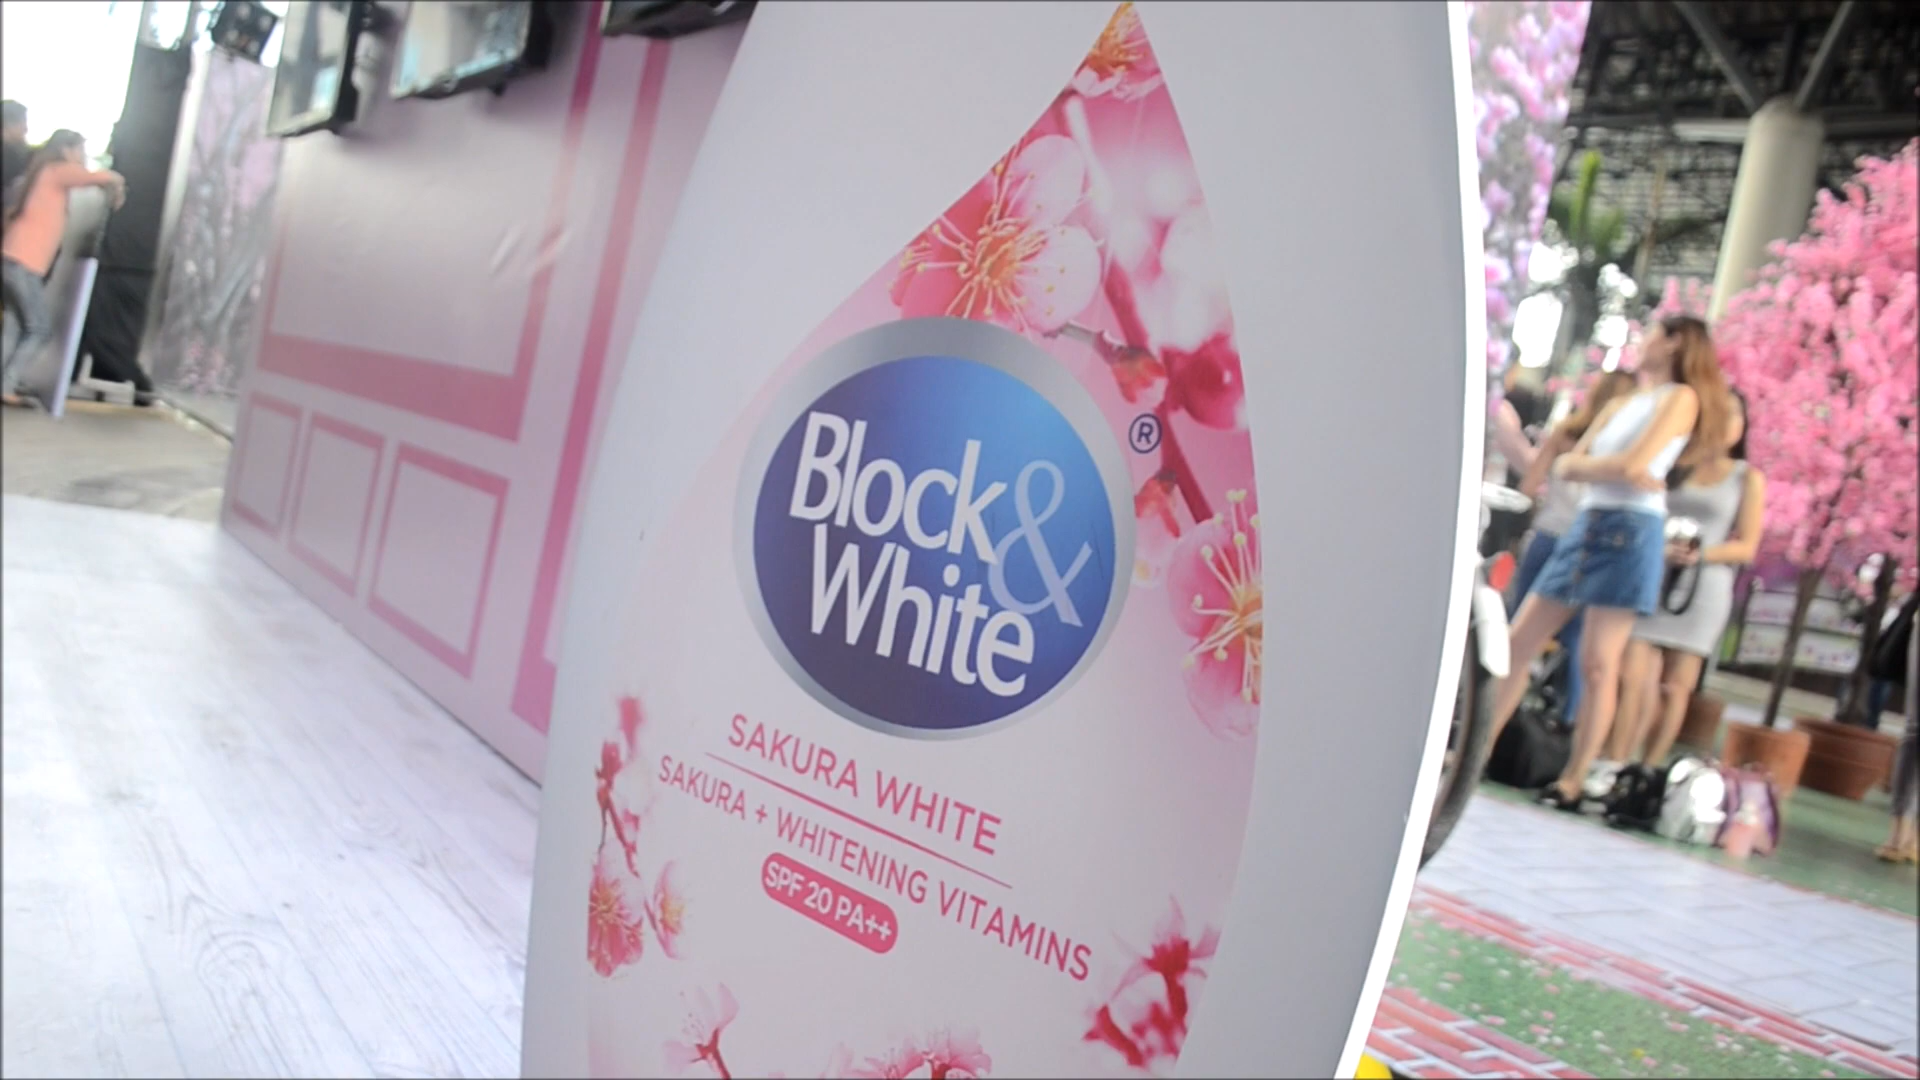 Block &
White
®
SAKURA WHITE
SAKURA + WHITENING VITAMINS
SPF 20 PA++